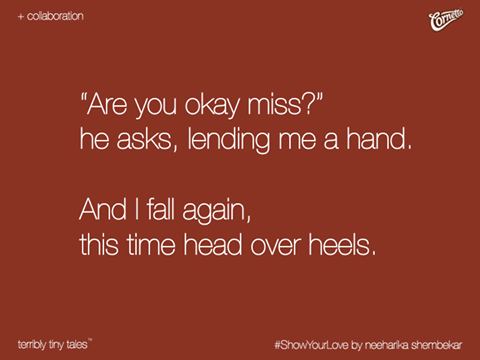 + collaboration
Cornetto
“Are you okay miss?”
he asks, lending me a hand.
And I fall again,
this time head over heels.
terribly tiny tales™
#ShowYourLove by neeharika shembekar